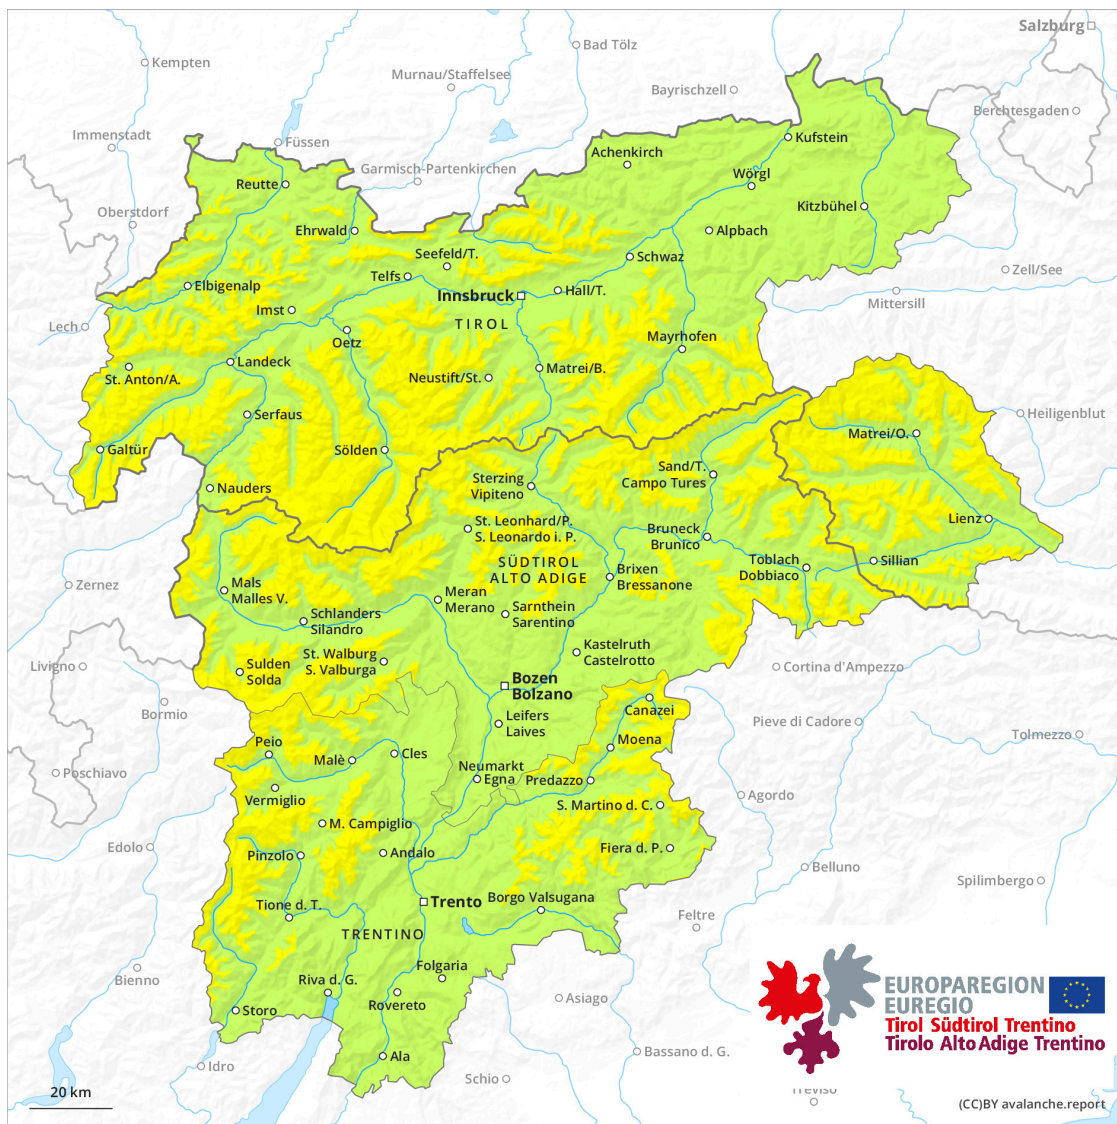 Salzburg
Bad Tölz
Kempten
Murnau/Staffelsee
Bayrischzell
Berchtesgaden
Immenstadt
Füssen
Kufstein
Achenkirch
Garmisch-Partenkirchen
Wörgl
Reutte
Oberstdorf
Kitzbühel
Ehrwald
Alpbach
Seefeld/T.
Schwaz
Zell/See
Telfs
Elbigenalp
Hall/T.
Innsbruck
Mittersill
Imst
TIROL
Lech
Oetz
Mayrhofen
Landeck
Matrei/B.
St. Anton/A.
Neustift/St.
Serfaus
Heiligenblut
Matrei/O.
Galtür
Sölden
Sand/T.
Campo Tures
Sterzing
Vipiteno
Nauders
Lienz
St. Leonhard/P.
S. Leonardo i. P.
Bruneck
Brunico
SÜDTIROL
ALTO ADIGE
Toblach
Dobbiaco
Sillian
Brixen
Bressanone
Zernez
Mals
Malles V.
Meran
Merano
Sarnthein
Sarentino
Schlanders
Silandro
Kastelruth
Castelrotto
St. Walburg
S. Valburga
Livigno
Sulden
Solda
Cortina d'Ampezzo
Bozen
Bolzano
Bormio
Canazei
Leifers
Laives
Pieve di Cadore
Tolmezzo
Moena
Peio
Cles
Malè
Neumarkt
Egna
Predazzo
Poschiavo
Vermiglio
Agordo
S. Martino d. C.
M. Campiglio
Edolo
Fiera d. P.
Pinzolo
Andalo
Belluno
Spilimbergo
Borgo Valsugana
Trento
Tione d. T.
Feltre
TRENTINO
Folgaria
Bienno
Riva d. G.
EUROPAREGION
EUREGIO
Tirol Südtirol Trentino
Tirolo Alto Adige Trentino
Asiago
Rovereto
Storo
Bassano d. G.
Ala
Idro
Schio
Treviso
20 km
(CC)BY avalanche.report